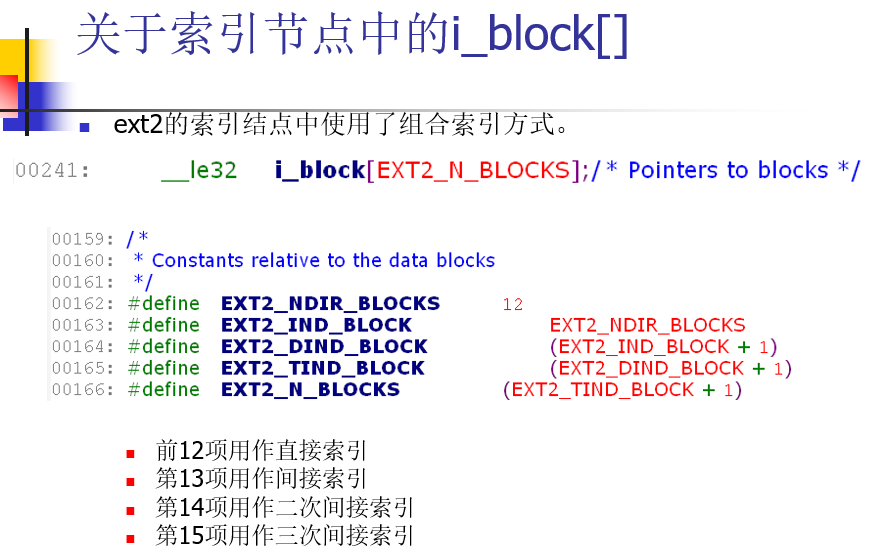 关于索引节点中的i_block[]
ext2的索引结点中使用了组合索引方式。
00241: __le32 i_block[EXT2_N_BLOCKS];/* Pointers to blocks */
00159: /*
00160: * Constants relative to the data blocks
00161: */
00162: #define EXT2_NDIR_BLOCKS 12
00163: #define EXT2_IND_BLOCK EXT2_NDIR_BLOCKS
00164: #define EXT2_DIND_BLOCK (EXT2_IND_BLOCK + 1)
00165: #define EXT2_TIND_BLOCK (EXT2_DIND_BLOCK + 1)
00166: #define EXT2_N_BLOCKS (EXT2_TIND_BLOCK + 1)
前12项用作直接索引
第13项用作间接索引
第14项用作二次间接索引
第15项用作三次间接索引